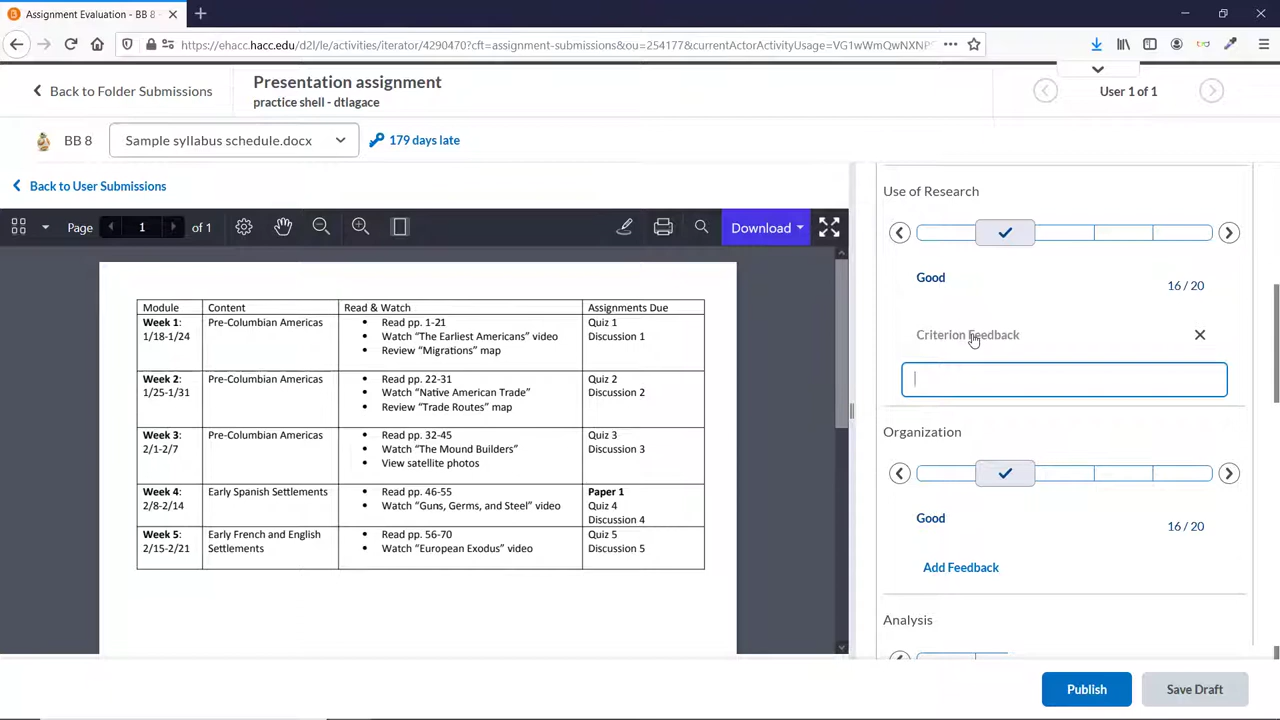 Assignment Evaluation - BB 8 -
https://ehacc.hacc.edu/d2l/le/activities/iterator/4290470?cft=assignment-submissions&ou=254177&currentActorActivityUsage=VG1wWmQwNXNP
Back to Folder Submissions
Presentation assignment
practice shell - dtlagace
User 1 of 1
BB 8
Sample syllabus schedule.docx
179 days late
Back to User Submissions
Page 1 of 1
Download
Module Content Read & Watch Assignments Due
Week 1: Pre-Columbian Americas • Read pp. 1-21 Quiz 1
1/18-1/24 • Watch “The Earliest Americans” video Discussion 1
• Review “Migrations” map
Week 2: Pre-Columbian Americas • Read pp. 22-31 Quiz 2
1/25-1/31 • Watch “Native American Trade” Discussion 2
• Review “Trade Routes” map
Week 3: Pre-Columbian Americas • Read pp. 32-45 Quiz 3
2/1-2/7 • Watch “The Mound Builders” Discussion 3
• View satellite photos
Week 4: Early Spanish Settlements • Read pp. 46-55 Paper 1
2/8-2/14 • Watch “Guns, Germs, and Steel” video Quiz 4
Discussion 4
Week 5: Early French and English • Read pp. 56-70 Quiz 5
2/15-2/21 Settlements • Watch “European Exodus” video Discussion 5
Use of Research
Good
16 / 20
Criterion Feedback
Organization
Good
16 / 20
Add Feedback
Analysis
Publish
Save Draft